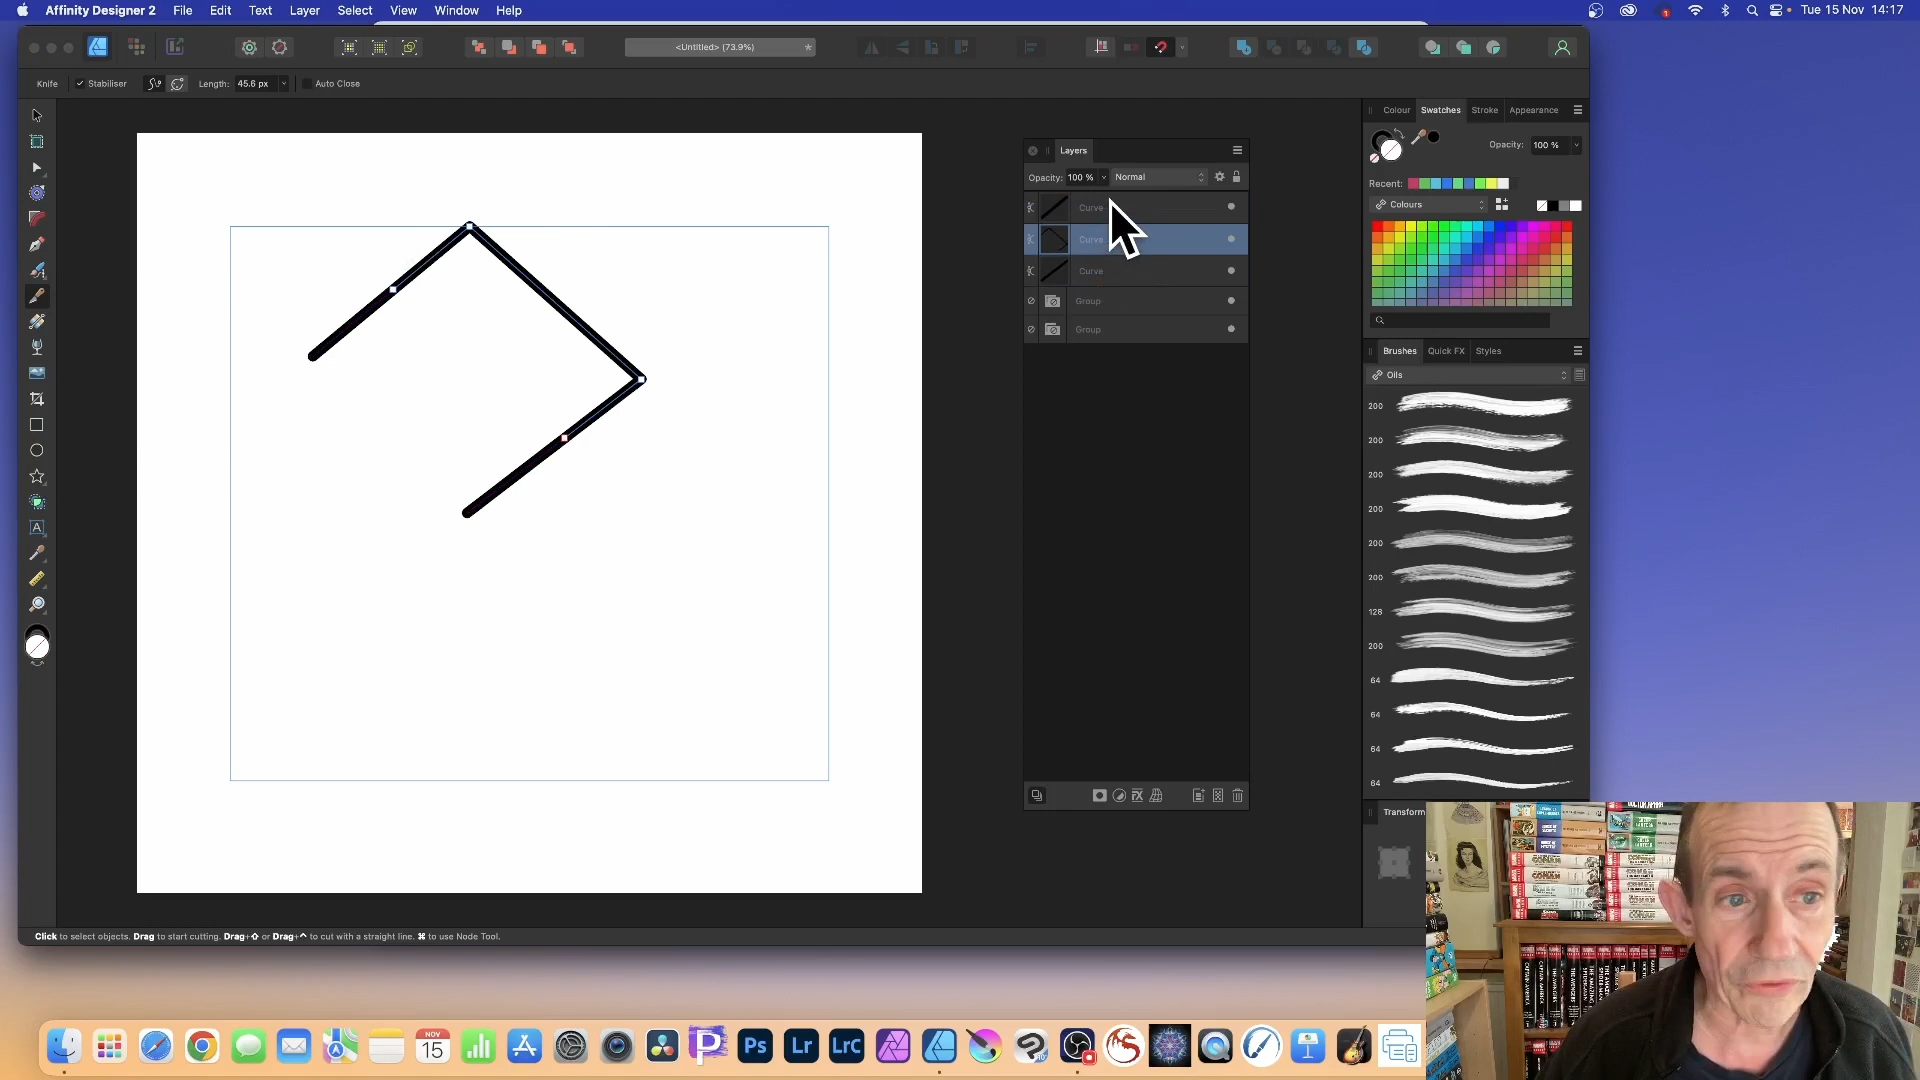 Affinity Designer 2 File Edit Text Layer Select View Window Help
Tue 15 Nov 14:17
<Untitled> (73.9%)
Knife Stabiliser Length: 45.6 px Auto Close
Layers
Opacity: 100 % Normal
Curve
Curve
Curve
Group
Group
Colour Swatches Stroke Appearance
Opacity: 100 %
Recent:
Colours
Brushes Quick FX Styles
Oils
200
200
200
200
200
200
128
200
64
64
64
64
Transform
Click to select objects. Drag to start cutting. Drag+⇧ or Drag+^ to cut with a straight line. ⌘ to use Node Tool.
NOV
15
Ps Lr LrC